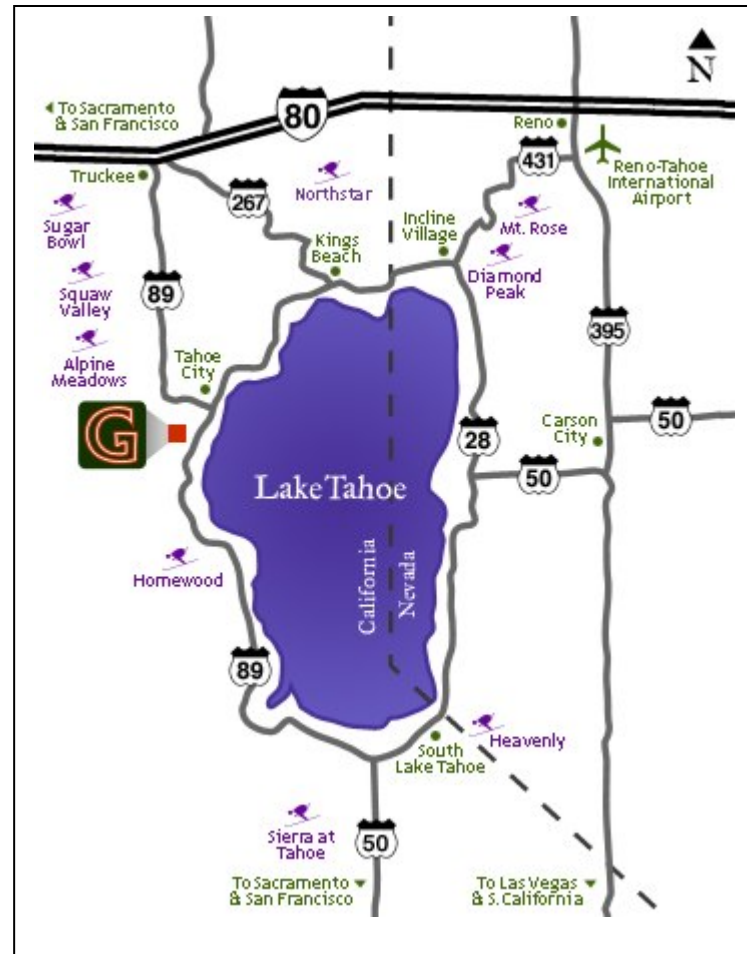 N
To Sacramento
& San Francisco
80
Reno
Truckee
431
Reno-Tahoe
International
Airport
Northstar
267
Sugar
Bowl
Incline
Village
Mt. Rose
Kings
Beach
Squaw
Valley
89
Diamond
Peak
395
Alpine
Meadows
Tahoe
City
G
50
Carson
City
28
50
Lake Tahoe
California
Nevada
Homewood
89
Heavenly
South
Lake Tahoe
Sierra at
Tahoe
50
To Sacramento
& San Francisco
To Las Vegas
& S. California